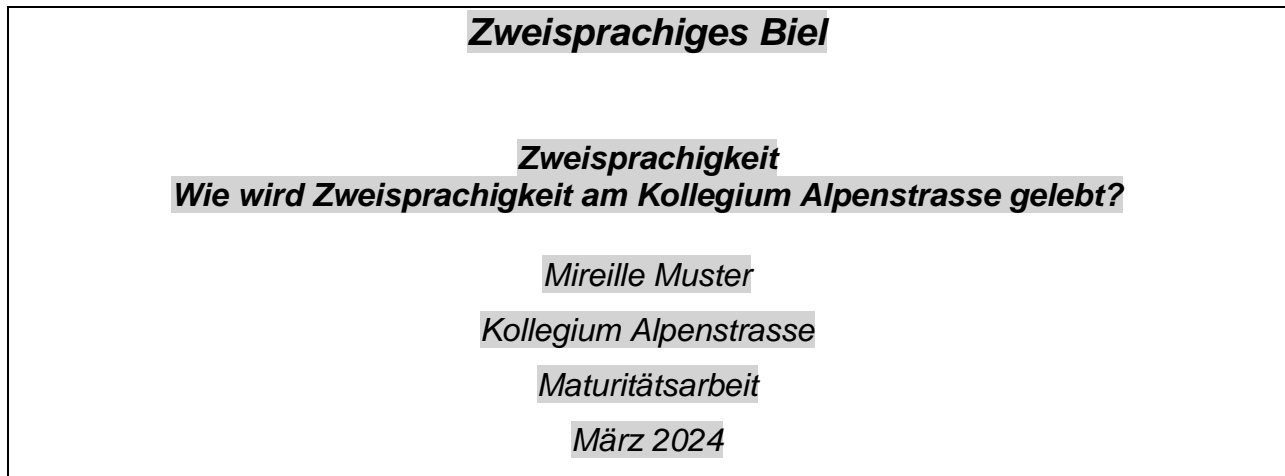 Zweisprachiges Biel
Zweisprachigkeit
Wie wird Zweisprachigkeit am Kollegium Alpenstrasse gelebt?
Mireille Muster
Kollegium Alpenstrasse
Maturitätsarbeit
März 2024